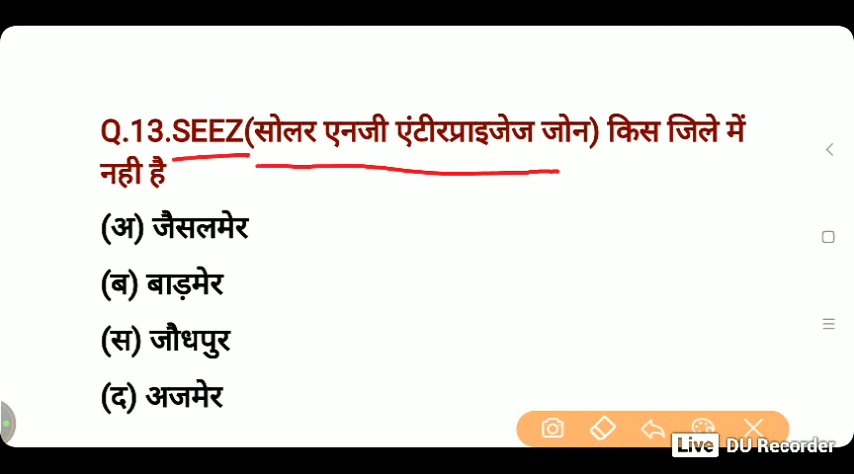 Q.13.SEEZ(सोलर एनजी एंटीरप्राइजेज जोन) किस जिले में
नही है
(अ) जैसलमेर
(ब) बाड़मेर
(स) जौधपुर
(द) अजमेर
Live DU Recorder